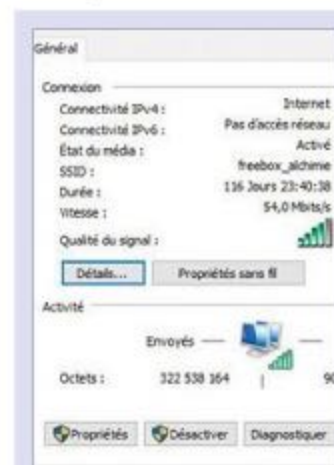 Général
Connexion
Connectivité IPv4 : Internet
Connectivité IPv6 : Pas d'accès réseau
État du média : Activé
SSID : freebox_alchime
Durée : 116 Jours 23:40:38
Vitesse : 54,0 Mbits/s
Qualité du signal :
Détails... Propriétés sans fil
Activité
Envoyés
Octets : 322 538 164 90
Propriétés Désactiver Diagnostiquer